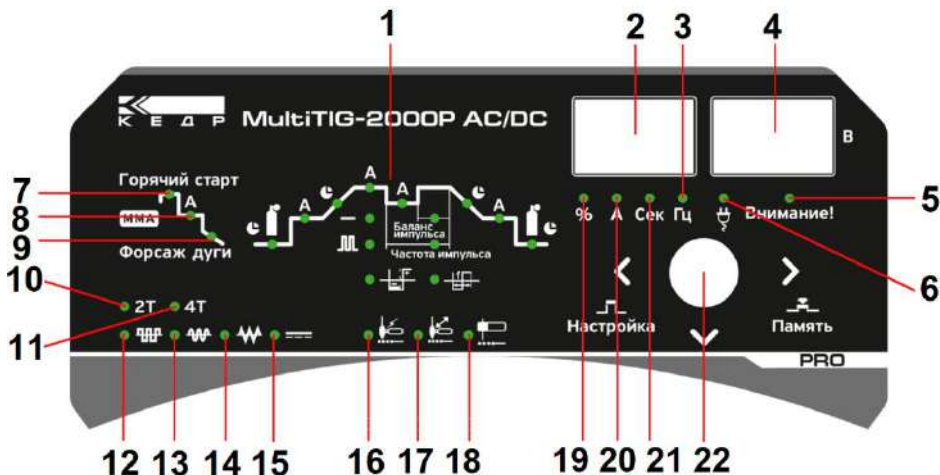 1 2 3 4
КЕДР MultiTIG-2000P AC/DC
В
7 Горячий старт A A
8 MMA A % А Сек Гц Внимание! 5
A A
9 Форсаж дуги
Баланс
импульса
Частота импульса
6
10 2T 4T
Настройка Память
11
PRO
12 13 14 15 16 17 18 19 20 21 22